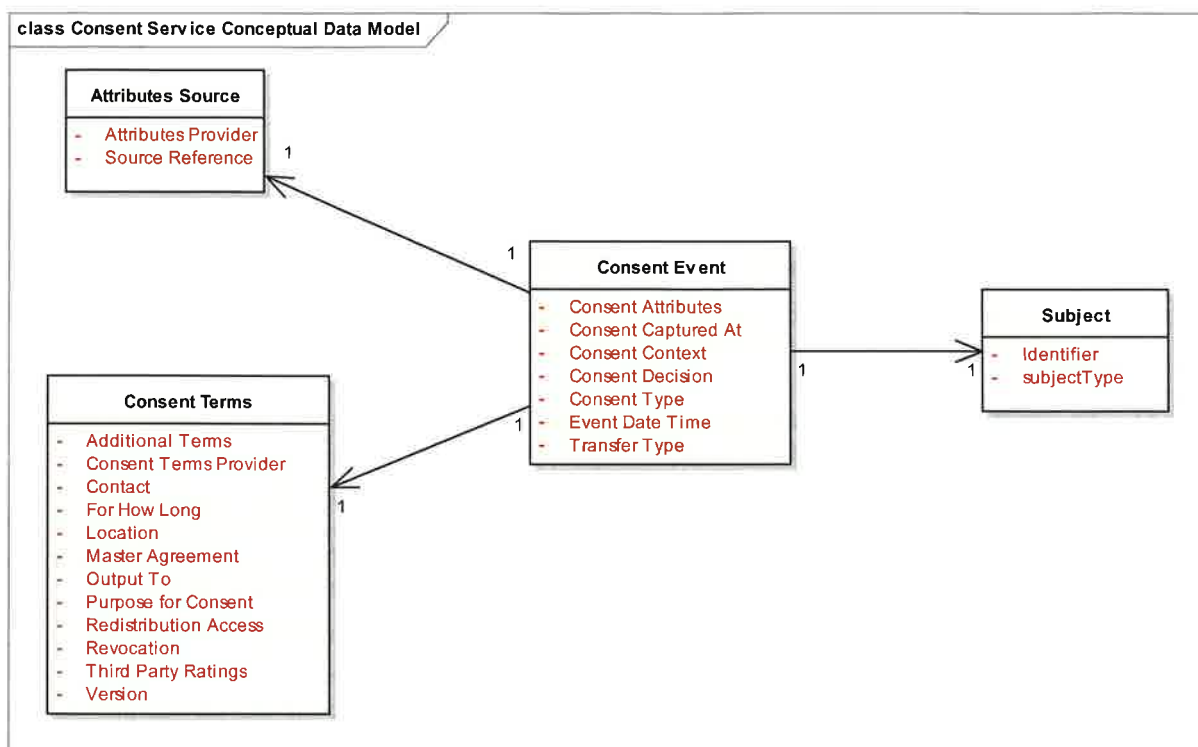 class Consent Service Conceptual Data Model
Attributes Source
- Attributes Provider
- Source Reference
1
1
Consent Event
- Consent Attributes
- Consent Captured At
- Consent Context
- Consent Decision
- Consent Type
- Event Date Time
- Transfer Type
Subject
- Identifier
- subjectType
1
1
Consent Terms
- Additional Terms
- Consent Terms Provider
- Contact
- For How Long
- Location
- Master Agreement
- Output To
- Purpose for Consent
- Redistribution Access
- Revocation
- Third Party Ratings
- Version
1
1